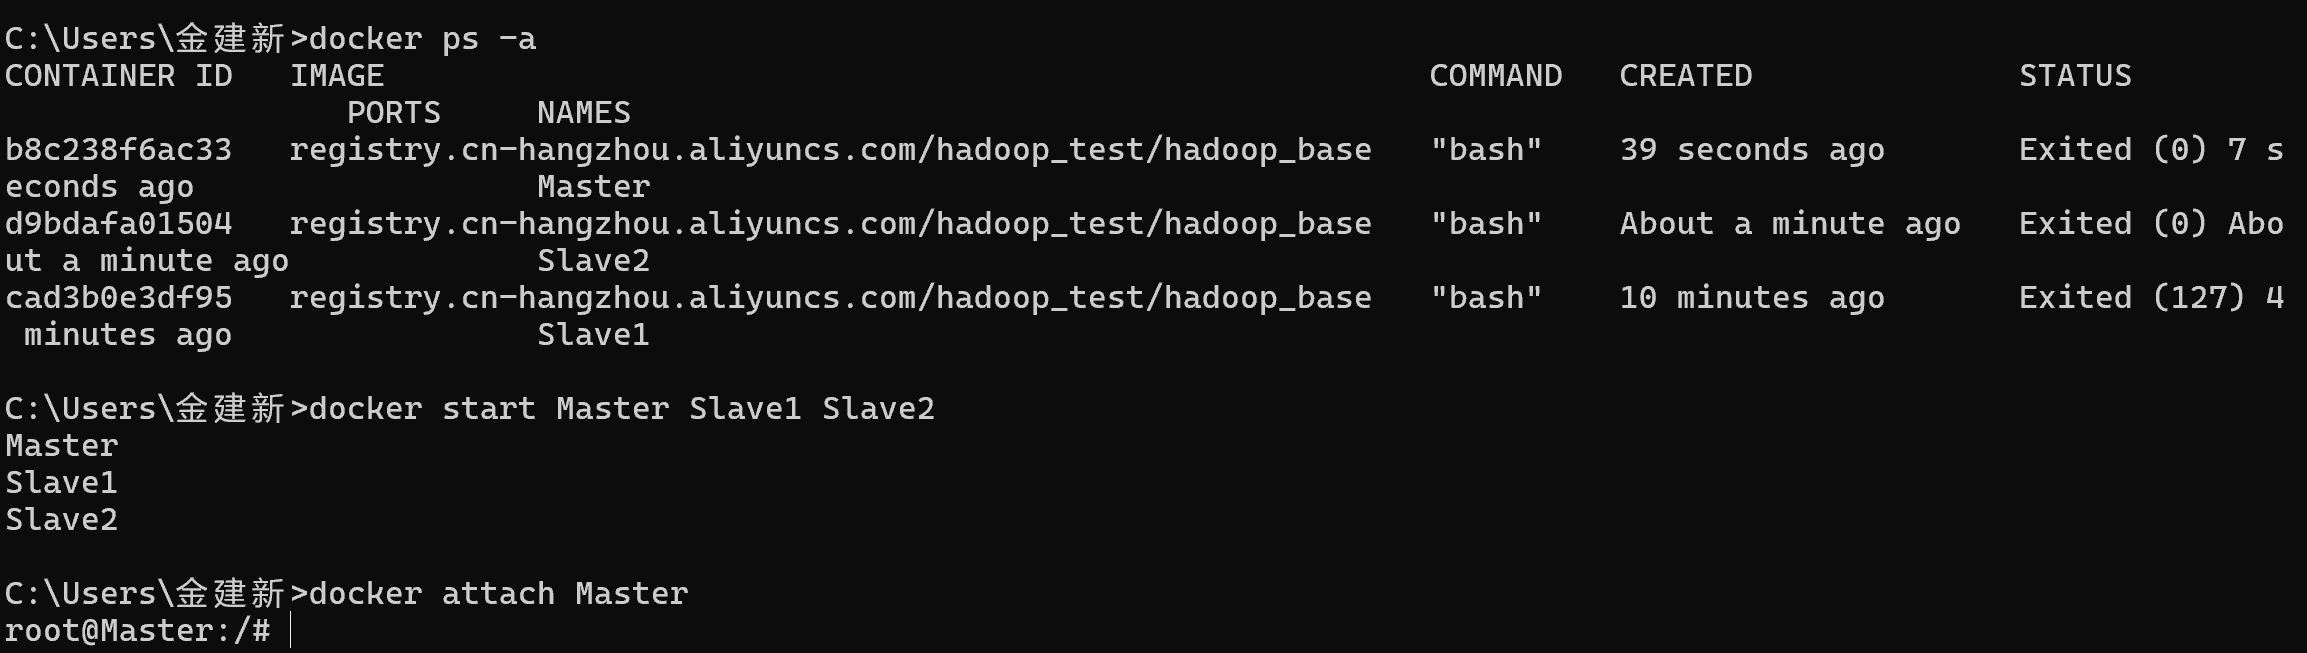 C:\Users\金建新>docker ps -a
CONTAINER ID   IMAGE                                                       COMMAND   CREATED              STATUS
                  PORTS     NAMES
b8c238f6ac33   registry.cn-hangzhou.aliyuncs.com/hadoop_test/hadoop_base   "bash"    39 seconds ago       Exited (0) 7 s
econds ago                  Master
d9bdafa01504   registry.cn-hangzhou.aliyuncs.com/hadoop_test/hadoop_base   "bash"    About a minute ago   Exited (0) Abo
ut a minute ago             Slave2
cad3b0e3df95   registry.cn-hangzhou.aliyuncs.com/hadoop_test/hadoop_base   "bash"    10 minutes ago       Exited (127) 4
 minutes ago                Slave1
C:\Users\金建新>docker start Master Slave1 Slave2
Master
Slave1
Slave2
C:\Users\金建新>docker attach Master
root@Master:/#